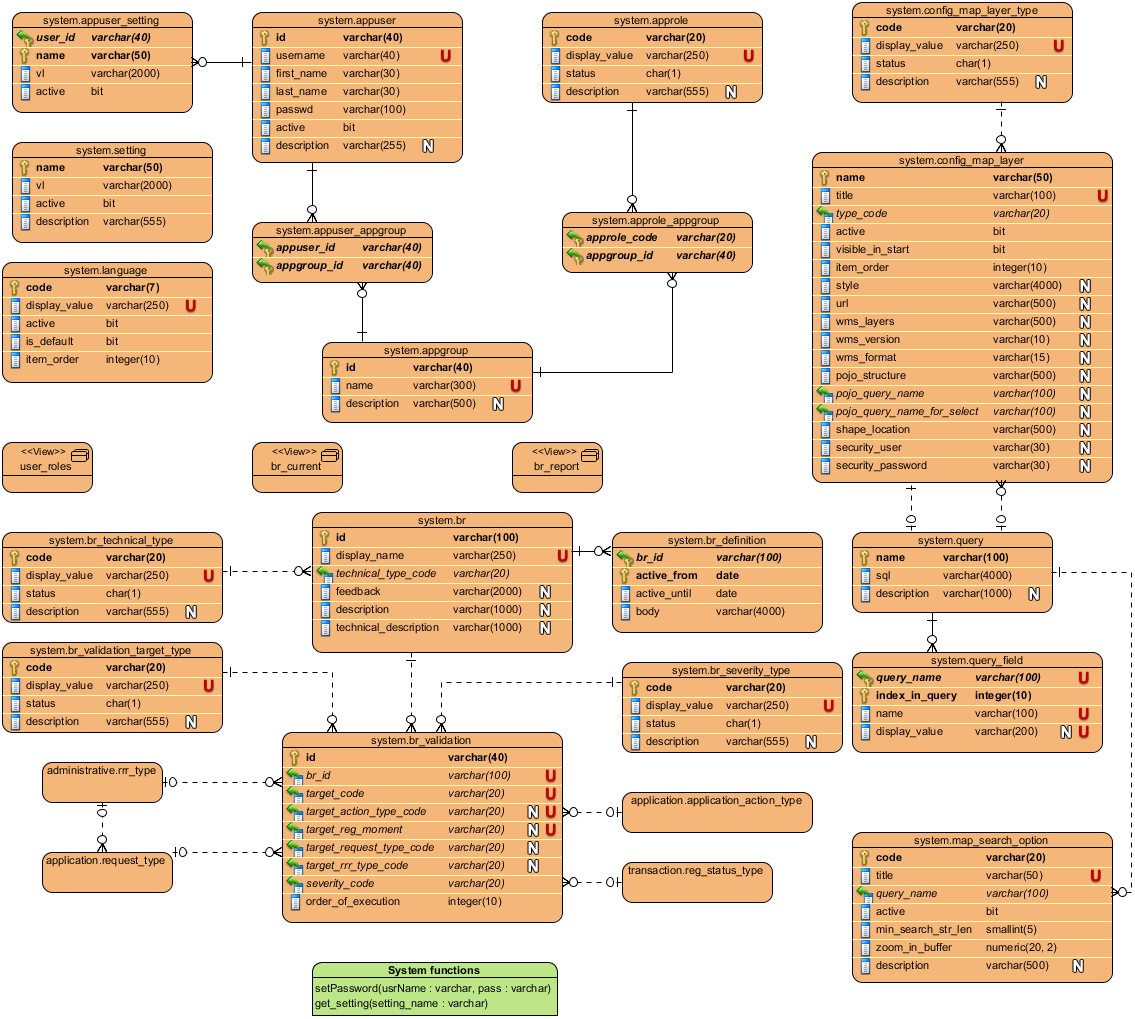 system.appuser_setting
user_id varchar(40)
name varchar(50)
vl varchar(2000)
active bit
system.appuser
id varchar(40)
username varchar(40) U
first_name varchar(30)
last_name varchar(30)
passwd varchar(100)
active bit
description varchar(255) N
system.approle
code varchar(20)
display_value varchar(250) U
status char(1)
description varchar(555) N
system.config_map_layer_type
code varchar(20)
display_value varchar(250) U
status char(1)
description varchar(555) N
system.setting
name varchar(50)
vl varchar(2000)
active bit
description varchar(555)
system.appuser_appgroup
appuser_id varchar(40)
appgroup_id varchar(40)
system.approle_appgroup
approle_code varchar(20)
appgroup_id varchar(40)
system.config_map_layer
name varchar(50)
title varchar(100) U
type_code varchar(20)
active bit
visible_in_start bit
item_order integer(10)
style varchar(4000) N
url varchar(500) N
wms_layers varchar(500) N
wms_version varchar(10) N
wms_format varchar(15) N
pojo_structure varchar(500) N
pojo_query_name varchar(100) N
pojo_query_name_for_select varchar(100) N
shape_location varchar(500) N
security_user varchar(30) N
security_password varchar(30) N
system.language
code varchar(7)
display_value varchar(250) U
active bit
is_default bit
item_order integer(10)
system.appgroup
id varchar(40)
name varchar(300) U
description varchar(500) N
<<View>>
user_roles
<<View>>
br_current
<<View>>
br_report
system.br_technical_type
code varchar(20)
display_value varchar(250) U
status char(1)
description varchar(555) N
system.br
id varchar(100)
display_name varchar(250) U
technical_type_code varchar(20)
feedback varchar(2000) N
description varchar(1000) N
technical_description varchar(1000) N
system.br_definition
br_id varchar(100)
active_from date
active_until date
body varchar(4000)
system.query
name varchar(100)
sql varchar(4000)
description varchar(1000) N
system.br_validation_target_type
code varchar(20)
display_value varchar(250) U
status char(1)
description varchar(555) N
system.br_severity_type
code varchar(20)
display_value varchar(250) U
status char(1)
description varchar(555) N
system.query_field
query_name varchar(100) U
index_in_query integer(10)
name varchar(100) U
display_value varchar(200) N U
system.br_validation
id varchar(40)
br_id varchar(100) U
target_code varchar(20) U
target_action_type_code varchar(20) N U
target_reg_moment varchar(20) N U
target_request_type_code varchar(20) N
target_rrr_type_code varchar(20) N
severity_code varchar(20)
order_of_execution integer(10)
administrative.rrr_type
application.request_type
application.application_action_type
transaction.reg_status_type
system.map_search_option
code varchar(20)
title varchar(50) U
query_name varchar(100)
active bit
min_search_str_len smallint(5)
zoom_in_buffer numeric(20, 2)
description varchar(500) N
System functions
setPassword(usrName : varchar, pass : varchar)
get_setting(setting_name : varchar)